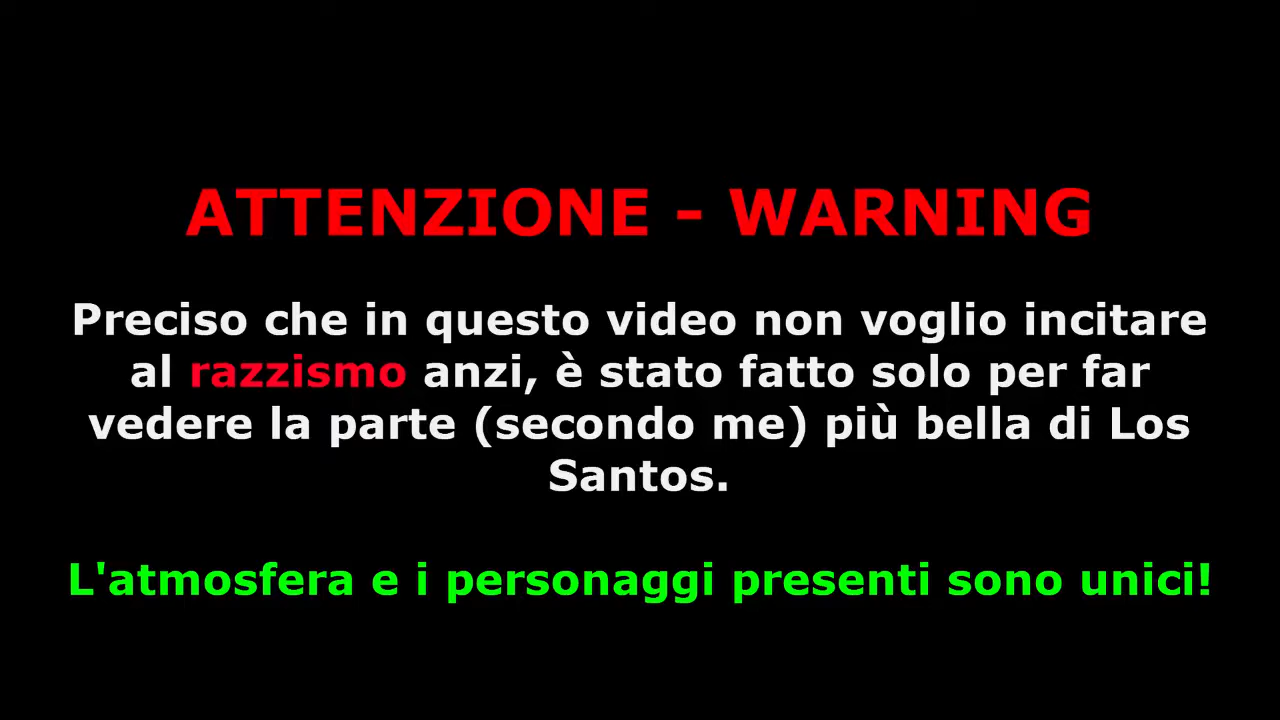 ATTENZIONE - WARNING
Preciso che in questo video non voglio incitare
al razzismo anzi, è stato fatto solo per far
vedere la parte (secondo me) più bella di Los
Santos.
L'atmosfera e i personaggi presenti sono unici!